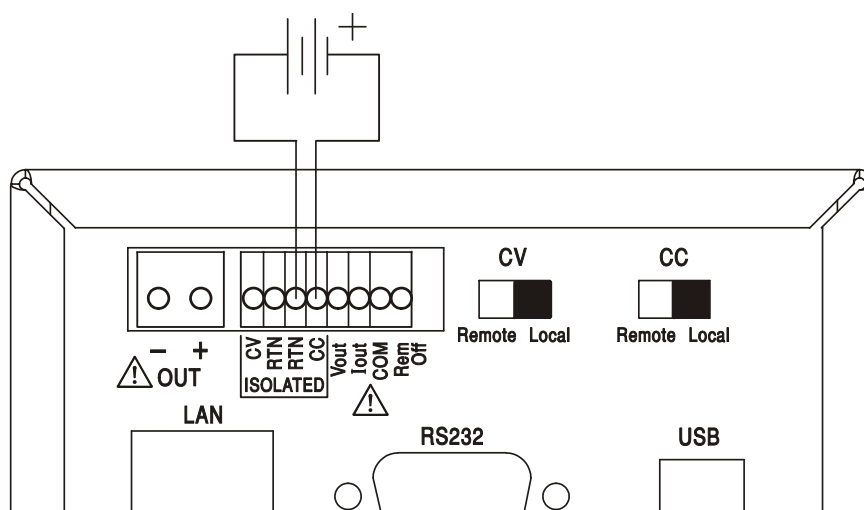 +
CV
CC
Remote Local
Remote Local
− +
OUT
CV
RTN
RTN
CC
Vout
Iout
COM
Rem
Off
ISOLATED
LAN
RS232
USB